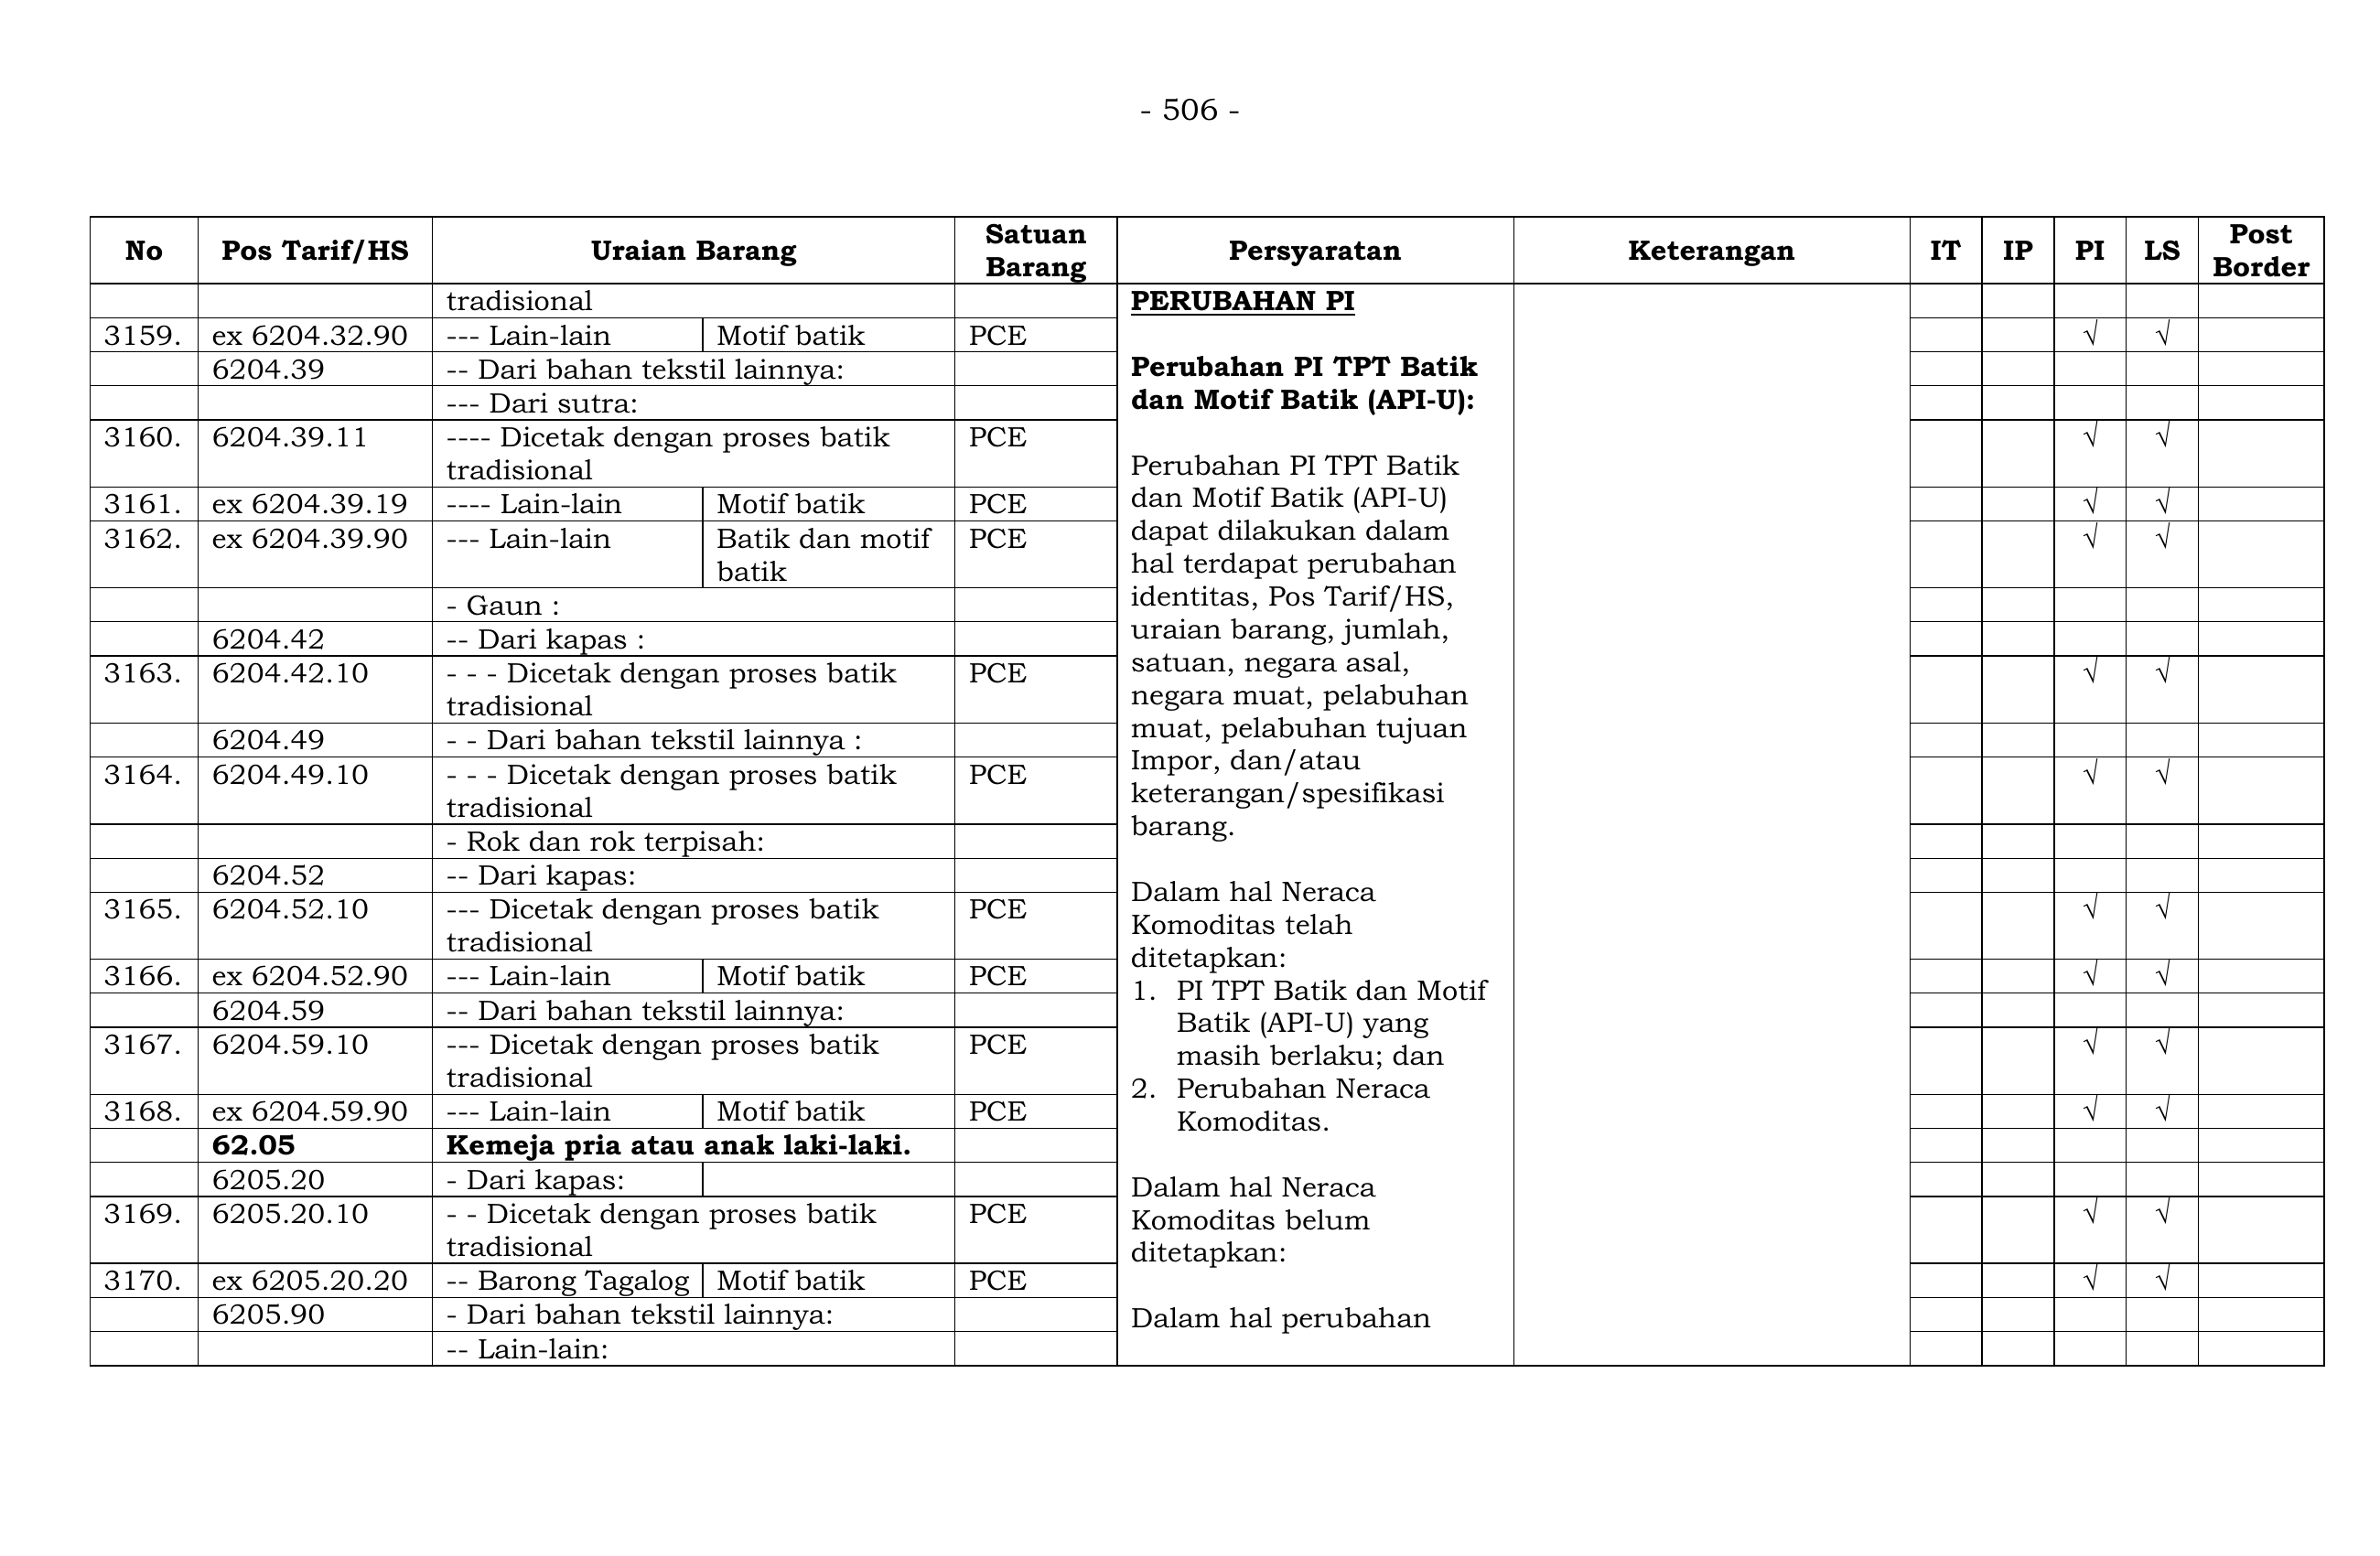 - 506 -
No Pos Tarif/HS Uraian Barang Satuan Barang Persyaratan Keterangan IT IP PI LS Post Border
tradisional
3159. ex 6204.32.90 --- Lain-lain Motif batik PCE √ √
6204.39 -- Dari bahan tekstil lainnya:
--- Dari sutra:
3160. 6204.39.11 ---- Dicetak dengan proses batik PCE √ √
tradisional
3161. ex 6204.39.19 ---- Lain-lain Motif batik PCE √ √
3162. ex 6204.39.90 --- Lain-lain Batik dan motif PCE √ √
batik
- Gaun :
6204.42 -- Dari kapas :
3163. 6204.42.10 - - - Dicetak dengan proses batik PCE √ √
tradisional
6204.49 - - Dari bahan tekstil lainnya :
3164. 6204.49.10 - - - Dicetak dengan proses batik PCE √ √
tradisional
- Rok dan rok terpisah:
6204.52 -- Dari kapas:
3165. 6204.52.10 --- Dicetak dengan proses batik PCE √ √
tradisional
3166. ex 6204.52.90 --- Lain-lain Motif batik PCE √ √
6204.59 -- Dari bahan tekstil lainnya:
3167. 6204.59.10 --- Dicetak dengan proses batik PCE √ √
tradisional
3168. ex 6204.59.90 --- Lain-lain Motif batik PCE √ √
62.05 Kemeja pria atau anak laki-laki.
6205.20 - Dari kapas:
3169. 6205.20.10 - - Dicetak dengan proses batik PCE √ √
tradisional
3170. ex 6205.20.20 -- Barong Tagalog Motif batik PCE √ √
6205.90 - Dari bahan tekstil lainnya:
-- Lain-lain:
PERUBAHAN PI
Perubahan PI TPT Batik
dan Motif Batik (API-U):
Perubahan PI TPT Batik
dan Motif Batik (API-U)
dapat dilakukan dalam
hal terdapat perubahan
identitas, Pos Tarif/HS,
uraian barang, jumlah,
satuan, negara asal,
negara muat, pelabuhan
muat, pelabuhan tujuan
Impor, dan/atau
keterangan/spesifikasi
barang.
Dalam hal Neraca
Komoditas telah
ditetapkan:
1. PI TPT Batik dan Motif
Batik (API-U) yang
masih berlaku; dan
2. Perubahan Neraca
Komoditas.
Dalam hal Neraca
Komoditas belum
ditetapkan:
Dalam hal perubahan